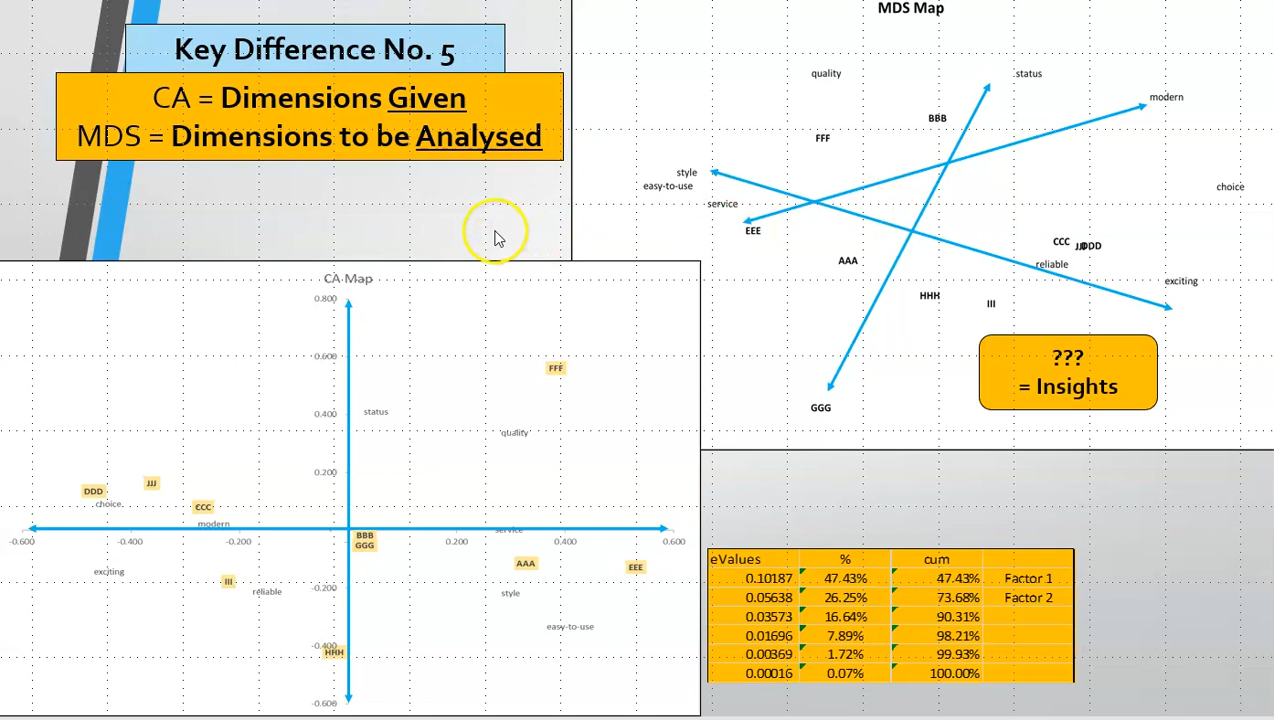 Key Difference No. 5
CA = Dimensions Given
MDS = Dimensions to be Analysed
MDS Map
quality
status
modern
BBB
FFF
style
easy-to-use
choice
service
EEE
CCC
JJJ
DDD
AAA
reliable
exciting
HHH
III
GGG
???
= Insights
CA Map
0.800
0.600
FFF
0.400
status
quality
0.200
DDD
JJJ
choice
CCC
modern
service
-0.600
-0.400
-0.200
BBB
0.200
0.400
0.600
GGG
AAA
EEE
exciting
III
-0.200
reliable
style
easy-to-use
-0.400
HHH
-0.600
eValues % cum
0.10187 47.43% 47.43% Factor 1
0.05638 26.25% 73.68% Factor 2
0.03573 16.64% 90.31%
0.01696 7.89% 98.21%
0.00369 1.72% 99.93%
0.00016 0.07% 100.00%